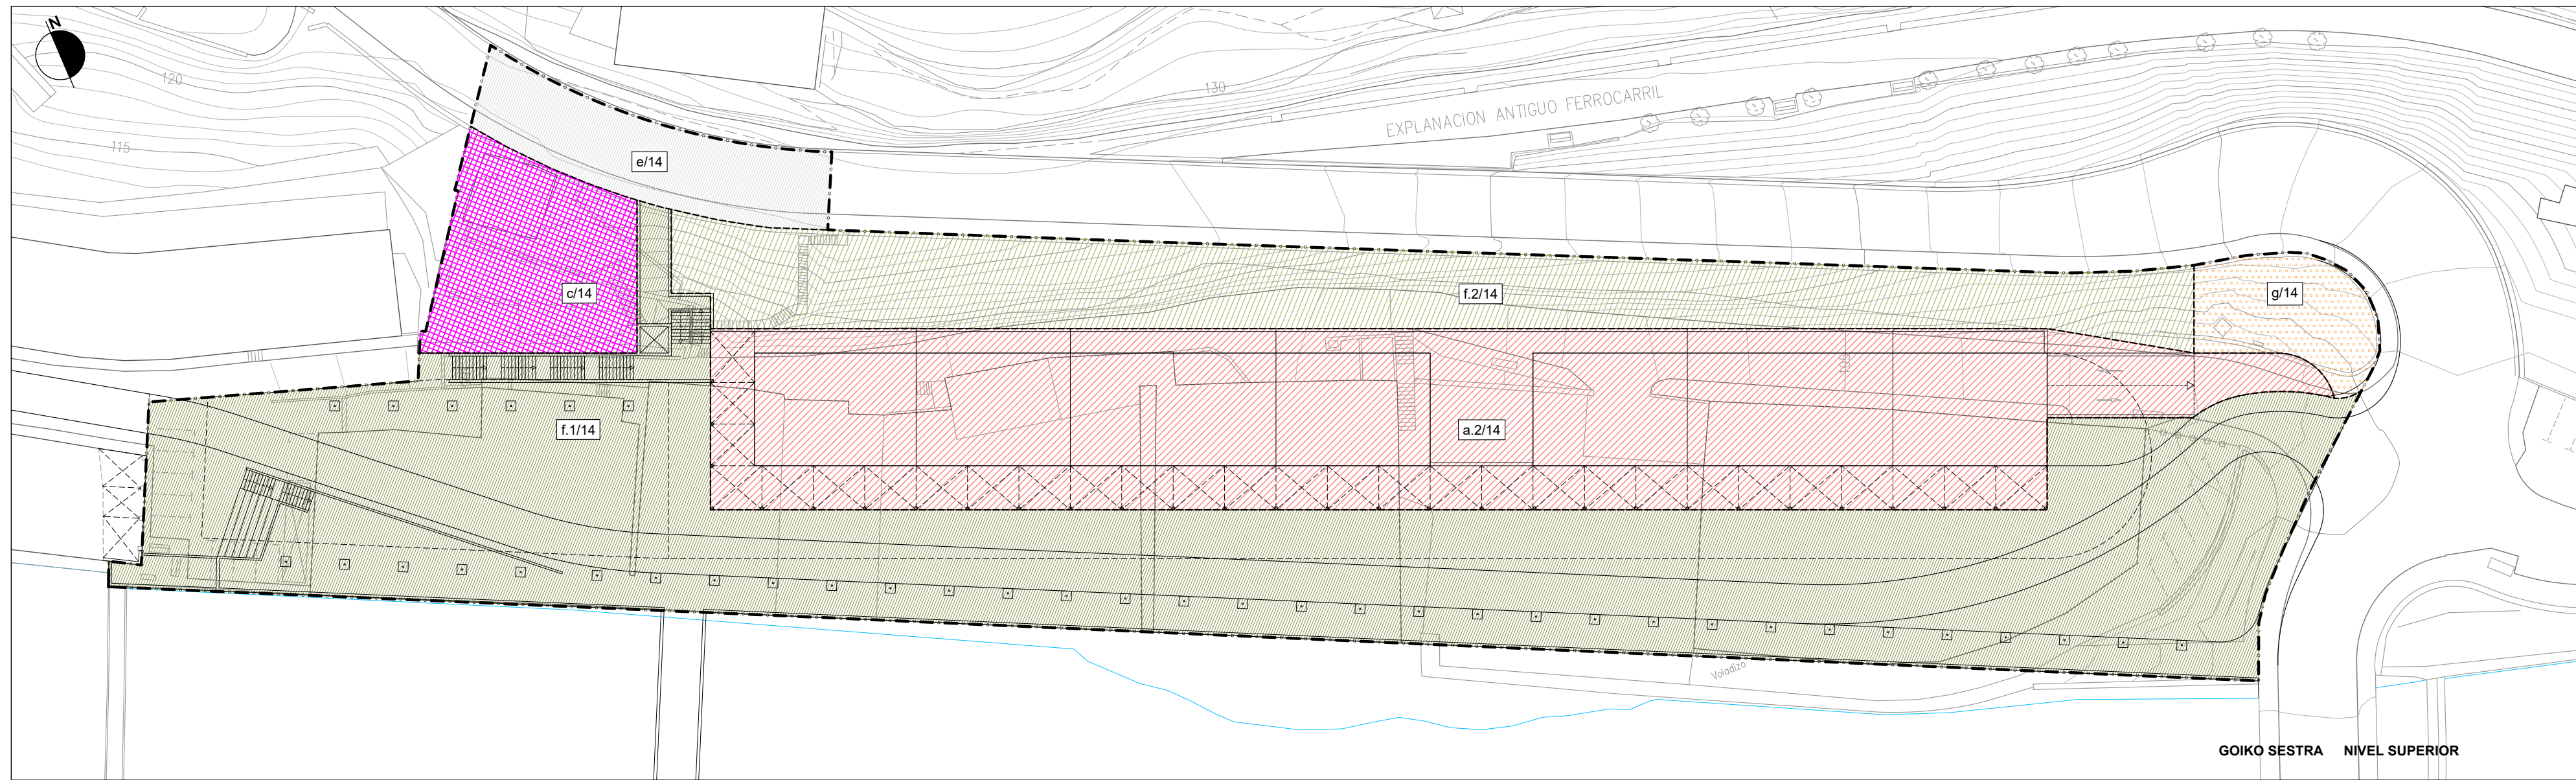 N
120
130
EXPLANACION ANTIGUO FERROCARRIL
115
e/14
c/14
f.2/14
g/14
f.1/14
a.2/14
Voladizo
GOIKO SESTRA NIVEL SUPERIOR